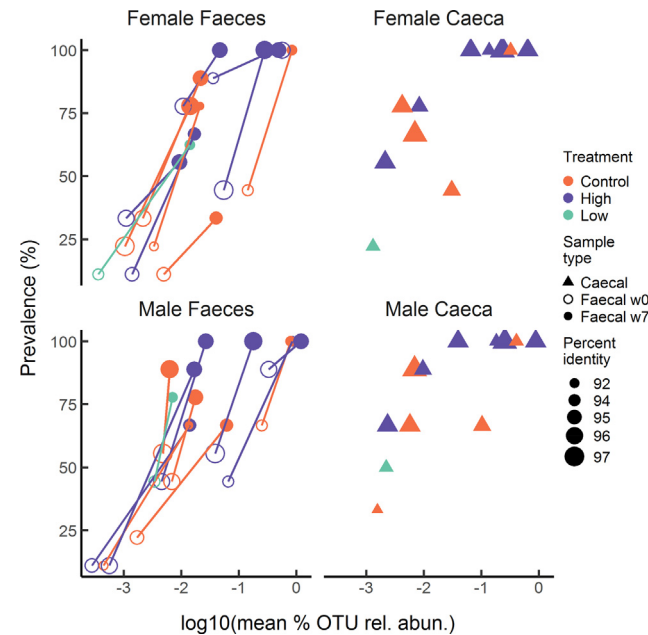 Female Faeces
Female Caeca
100
75
50
25
Male Faeces
Male Caeca
100
75
50
25
Prevalence (%)
-3
-2
-1
0
-3
-2
-1
0
log10(mean % OTU rel. abun.)
Treatment
Control
High
Low
Sample
type
Caecal
Faecal w0
Faecal w7
Percent
identity
92
94
95
96
97